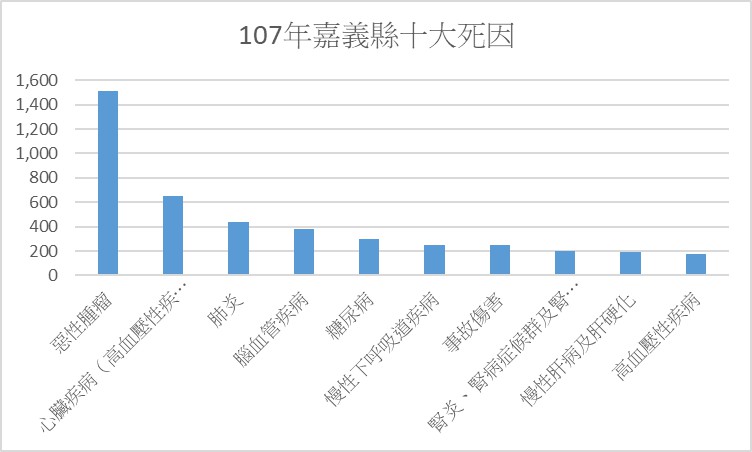 107年嘉義縣十大死因
1,600
1,400
1,200
1,000
800
600
400
200
0
惡性腫瘤
心臟疾病（高血壓性疾…
肺炎
腦血管疾病
糖尿病
慢性下呼吸道疾病
事故傷害
腎炎、腎病症候群及腎…
慢性肝病及肝硬化
高血壓性疾病